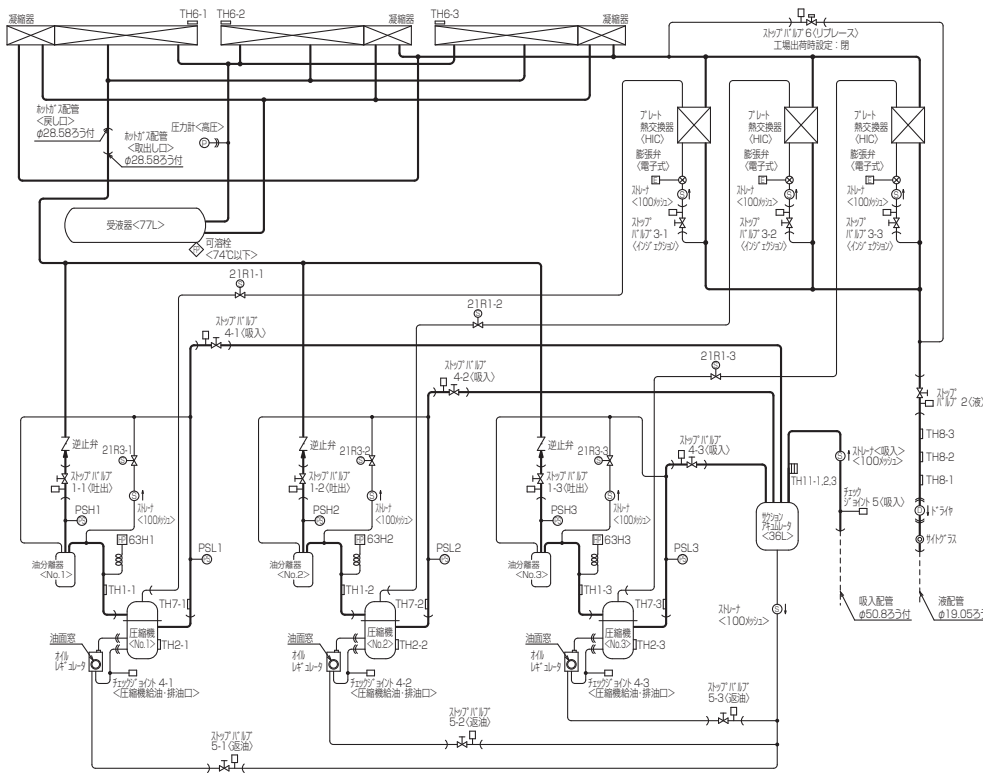 凝縮器
TH6-1
TH6-2
凝縮器
TH6-3
凝縮器
ストップバルブ6〈リプレース〉
工場出荷時設定：閉
ホットガス配管
<戻し口>
φ28.58ろう付
ホットガス配管
<取出し口>
φ28.58ろう付
圧力計<高圧>
P
受液器<77L>
可溶栓
<74℃以下>
プレート
熱交換器
〈HIC〉
膨張弁
〈電子式〉
ストレーナ
<100メッシュ>
ストップ
バルブ3-1
〈インジェクション〉
プレート
熱交換器
〈HIC〉
膨張弁
〈電子式〉
ストレーナ
<100メッシュ>
ストップ
バルブ3-2
〈インジェクション〉
プレート
熱交換器
〈HIC〉
膨張弁
〈電子式〉
ストレーナ
<100メッシュ>
ストップ
バルブ3-3
〈インジェクション〉
21R1-1
21R1-2
21R1-3
ストップバルブ
4-1〈吸入〉
ストップバルブ
4-2〈吸入〉
ストップバルブ
4-3〈吸入〉
ストップ
バルブ2〈液〉
TH8-3
TH8-2
TH8-1
ドライヤ
サイトグラス
逆止弁
21R3-1
ストップバルブ
1-1〈吐出〉
ストレーナ
<100メッシュ>
PSH1
63H1
PSL1
油分離器
<No.1>
TH1-1
TH7-1
圧縮機
<No.1>
TH2-1
油面窓
オイル
レギュレータ
チェックジョイント4-1
<圧縮機給油・排油口>
逆止弁
21R3-2
ストップバルブ
1-2〈吐出〉
ストレーナ
<100メッシュ>
PSH2
63H2
PSL2
油分離器
<No.2>
TH1-2
TH7-2
圧縮機
<No.2>
TH2-2
油面窓
オイル
レギュレータ
チェックジョイント4-2
<圧縮機給油・排油口>
逆止弁
21R3-3
ストップバルブ
1-3〈吐出〉
ストレーナ
<100メッシュ>
PSH3
63H3
PSL3
油分離器
<No.3>
TH1-3
TH7-3
圧縮機
<No.3>
TH2-3
油面窓
オイル
レギュレータ
チェックジョイント4-3
<圧縮機給油・排油口>
TH11-1,2,3
ストレーナ<吸入>
<100メッシュ>
チェック
ジョイント5〈吸入〉
サクション
アキュムレータ
<36L>
ストレーナ
<100メッシュ>
吸入配管
φ50.8ろう付
液配管
φ19.05ろう付
ストップバルブ
5-1〈返油〉
ストップバルブ
5-2〈返油〉
ストップバルブ
5-3〈返油〉